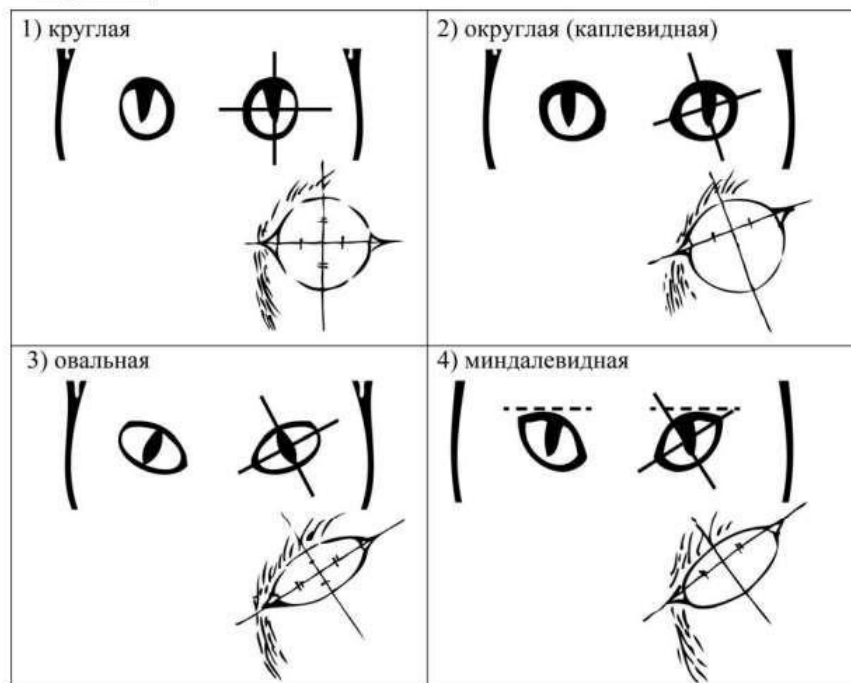 1) круглая
2) округлая (каплевидная)
3) овальная
4) миндалевидная